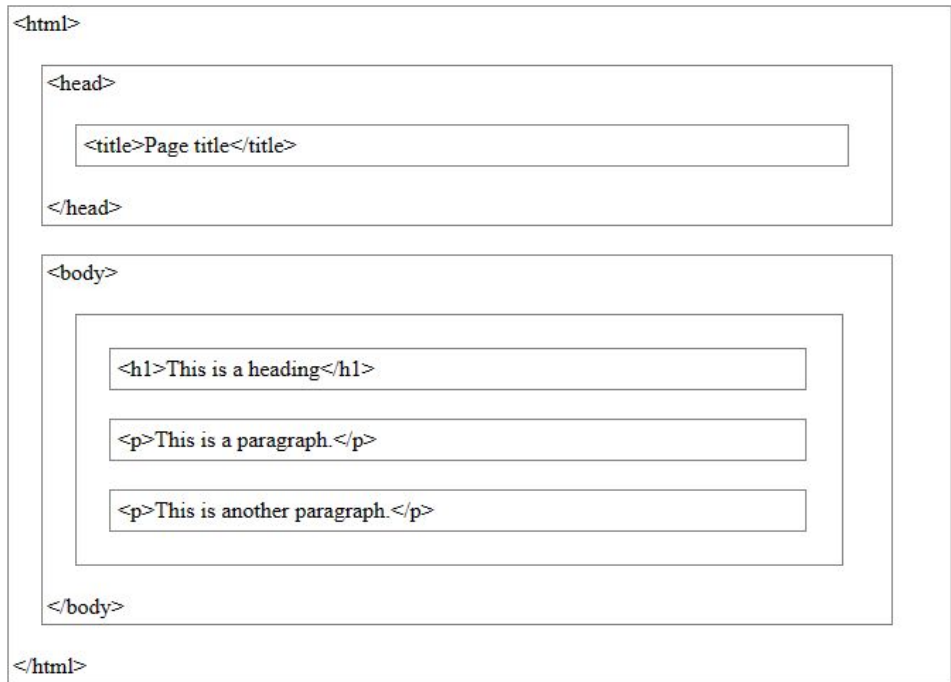 <html>
<head>
<title>Page title</title>
</head>
<body>
<h1>This is a heading</h1>
<p>This is a paragraph.</p>
<p>This is another paragraph.</p>
</body>
</html>